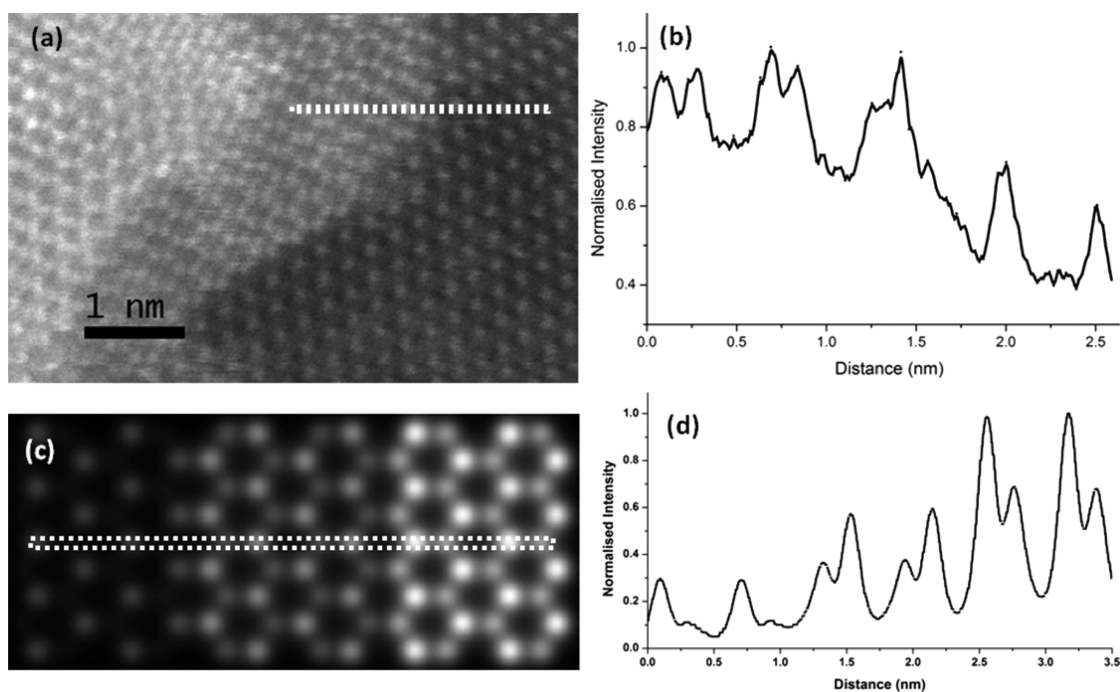 (a)
1 nm
(b)
Normalised Intensity
1.0
0.8
0.6
0.4
0.0 0.5 1.0 1.5 2.0 2.5
Distance (nm)
(c)
(d)
Normalised Intensity
1.0
0.8
0.6
0.4
0.2
0.0
0.0 0.5 1.0 1.5 2.0 2.5 3.0 3.5
Distance (nm)